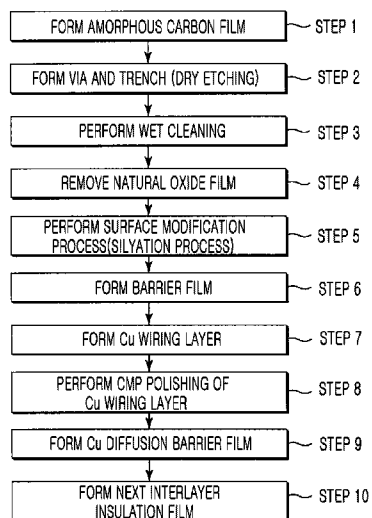 FORM AMORPHOUS CARBON FILM STEP 1
FORM VIA AND TRENCH (DRY ETCHING) STEP 2
PERFORM WET CLEANING STEP 3
REMOVE NATURAL OXIDE FILM STEP 4
PERFORM SURFACE MODIFICATION
PROCESS(SILYATION PROCESS) STEP 5
FORM BARRIER FILM STEP 6
FORM Cu WIRING LAYER STEP 7
PERFORM CMP POLISHING OF
Cu WIRING LAYER STEP 8
FORM Cu DIFFUSION BARRIER FILM STEP 9
FORM NEXT INTERLAYER
INSULATION FILM STEP 10